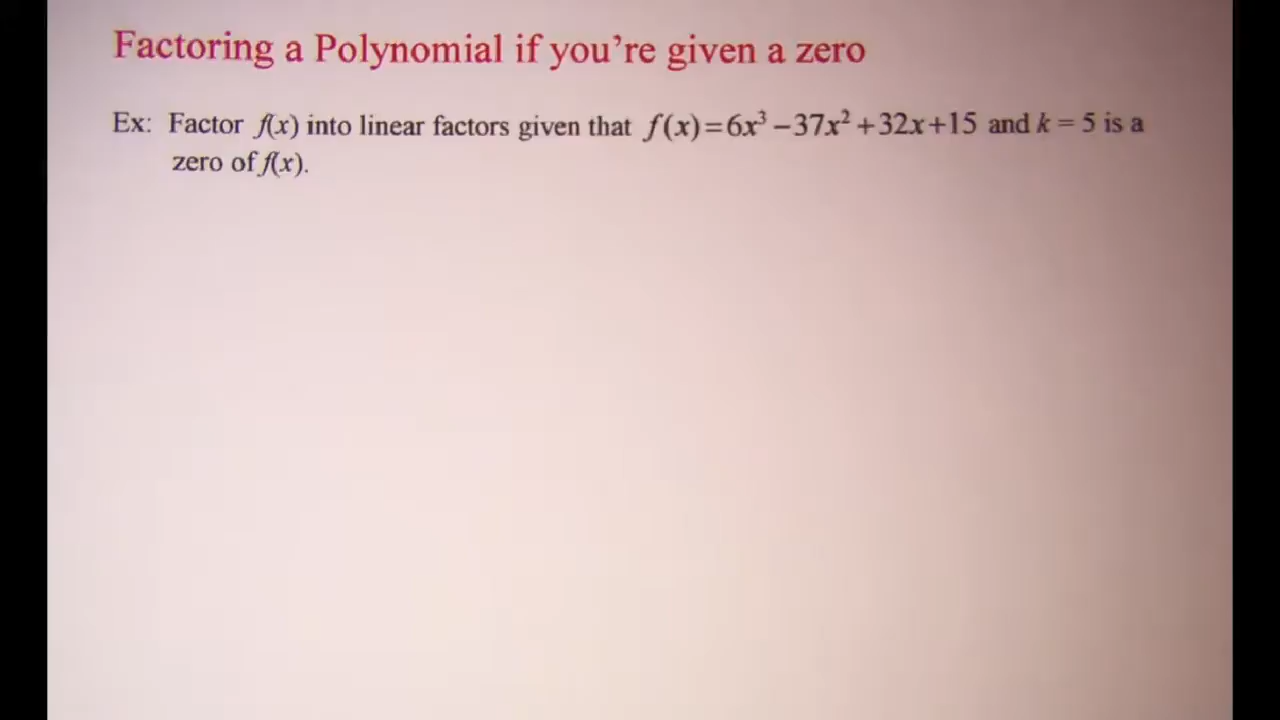 Factoring a Polynomial if you're given a zero
Ex: Factor f(x) into linear factors given that f(x)=6x³−37x²+32x+15 and k = 5 is a
zero of f(x).